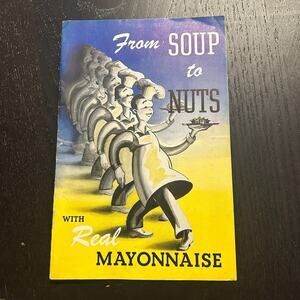 From SOUP
to
NUTS
WITH
Real
MAYONNAISE